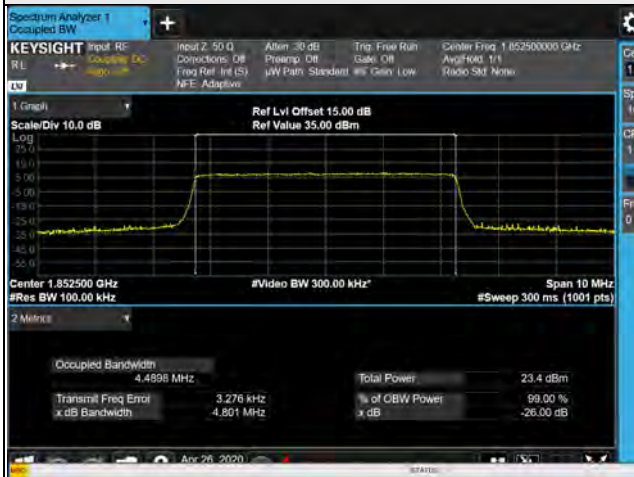 Spectrum Analyzer 1
Occupied BW
+
KEYSIGHT Input: RF
RL
Coupling: DC
Align: Off
Input Z: 50 Ω
Corrections: Off
Freq Ref: Int (S)
NFE: Adaptive
Atten: 30 dB
Preamp: Off
µW Path: Standard
Trig: Free Run
Gate: Off
#IF Gain: Low
Center Freq: 1.852500000 GHz
Avg/Hold: 1/1
Radio Std: None
1 Graph
Scale/Div 10.0 dB
Ref Lvl Offset 15.00 dB
Ref Value 35.00 dBm
Log
25.0
15.0
5.00
-5.00
-15.0
-25.0
-35.0
-45.0
-55.0
Center 1.852500 GHz
#Res BW 100.00 kHz
#Video BW 300.00 kHz*
Span 10 MHz
#Sweep 300 ms (1001 pts)
2 Metrics
Occupied Bandwidth
4.4898 MHz
Total Power 23.4 dBm
Transmit Freq Error 3.276 kHz
% of OBW Power 99.00 %
x dB Bandwidth 4.801 MHz
x dB -26.00 dB
Apr 26, 2020
MSG
STATUS